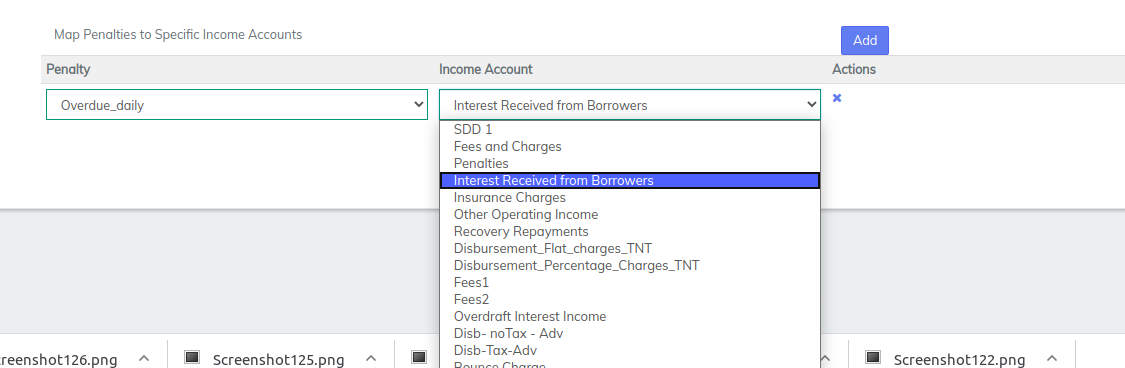 Map Penalties to Specific Income Accounts
Add
Penalty Income Account Actions
Overdue_daily Interest Received from Borrowers
SDD 1
Fees and Charges
Penalties
Interest Received from Borrowers
Insurance Charges
Other Operating Income
Recovery Repayments
Disbursement_Flat_charges_TNT
Disbursement_Percentage_Charges_TNT
Fees1
Fees2
Overdraft Interest Income
Disb- noTax - Adv
Disb-Tax-Adv
Bounce Charge
reenshot126.png Screenshot125.png Screenshot122.png